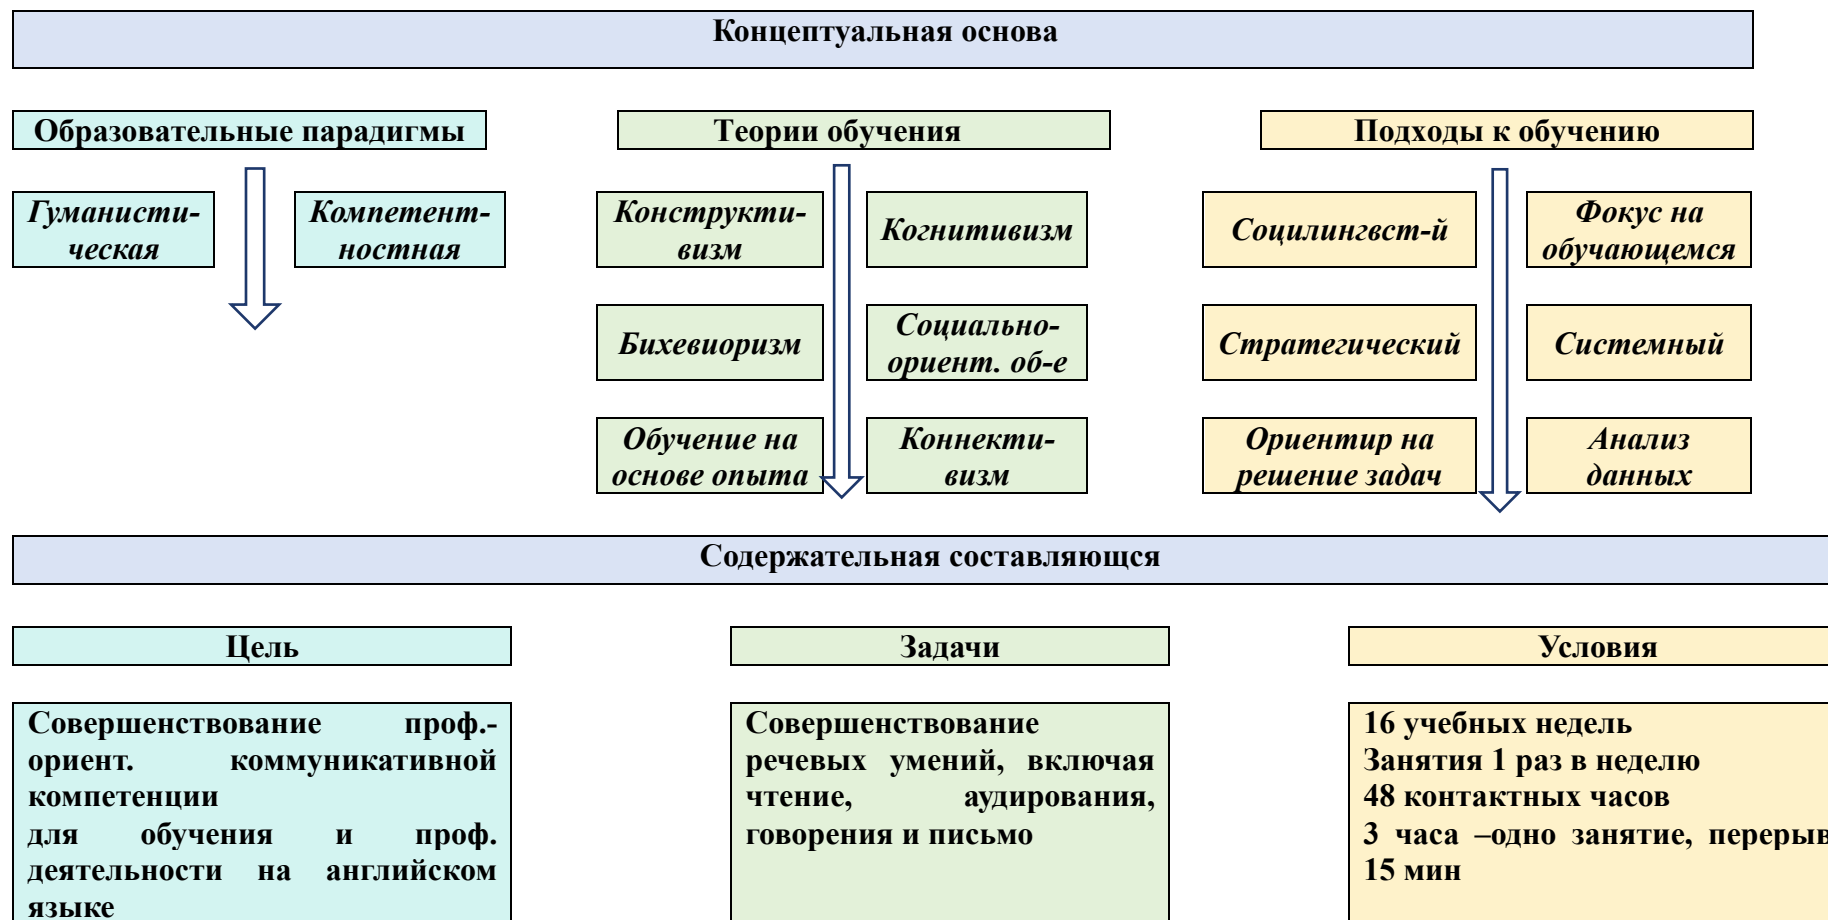 Концептуальная основа
Образовательные парадигмы
Теории обучения
Подходы к обучению
Гуманисти-
ческая
Компетент-
ностная
Конструкти-
визм
Когнитивизм
Социлингвст-й
Фокус на
обучающемся
Бихевиоризм
Социально-
ориент. об-е
Стратегический
Системный
Обучение на
основе опыта
Коннекти-
визм
Ориентир на
решение задач
Анализ
данных
Содержательная составляющся
Цель
Задачи
Условия
Совершенствование проф.-
ориент. коммуникативной
компетенции
для обучения и проф.
деятельности на английском
языке
Совершенствование
речевых умений, включая
чтение, аудирования,
говорения и письмо
16 учебных недель
Занятия 1 раз в неделю
48 контактных часов
3 часа –одно занятие, перерыв
15 мин